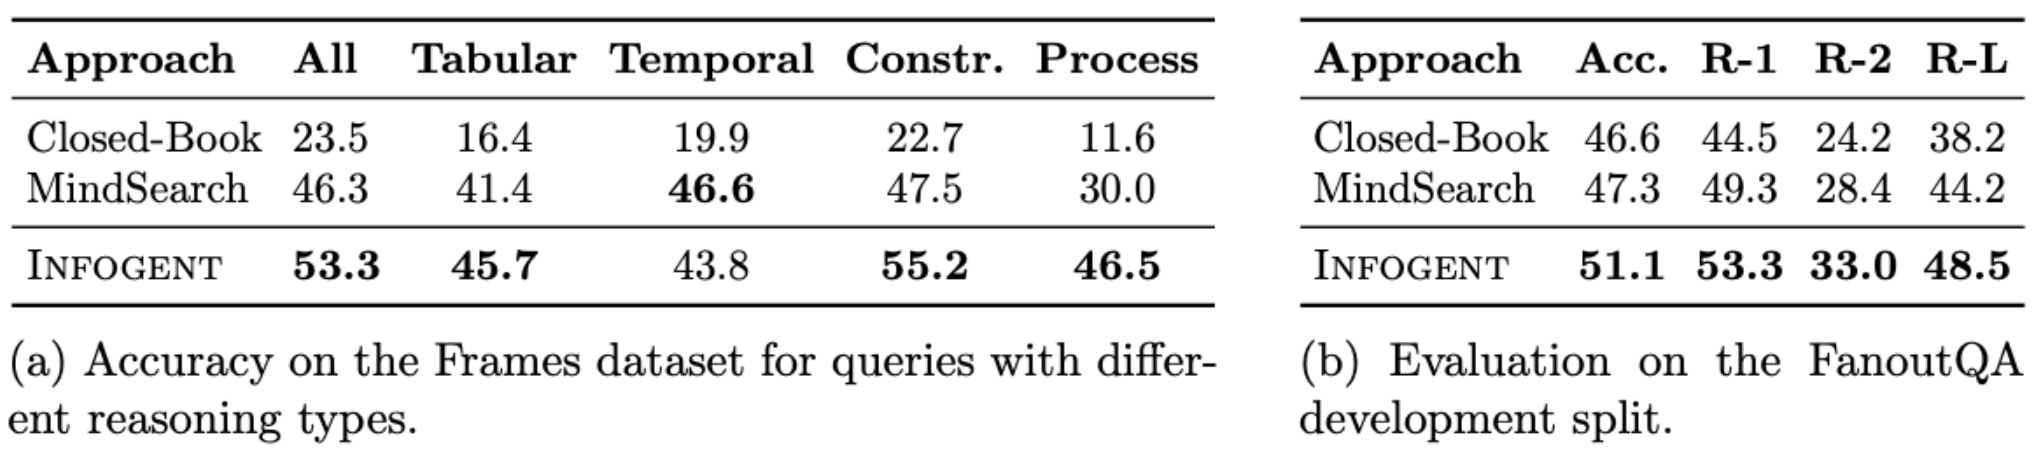 Approach All Tabular Temporal Constr. Process
Closed-Book 23.5 16.4 19.9 22.7 11.6
MindSearch 46.3 41.4 46.6 47.5 30.0
INFOGENT 53.3 45.7 43.8 55.2 46.5
(a) Accuracy on the Frames dataset for queries with differ-
ent reasoning types.
Approach Acc. R-1 R-2 R-L
Closed-Book 46.6 44.5 24.2 38.2
MindSearch 47.3 49.3 28.4 44.2
INFOGENT 51.1 53.3 33.0 48.5
(b) Evaluation on the FanoutQA
development split.